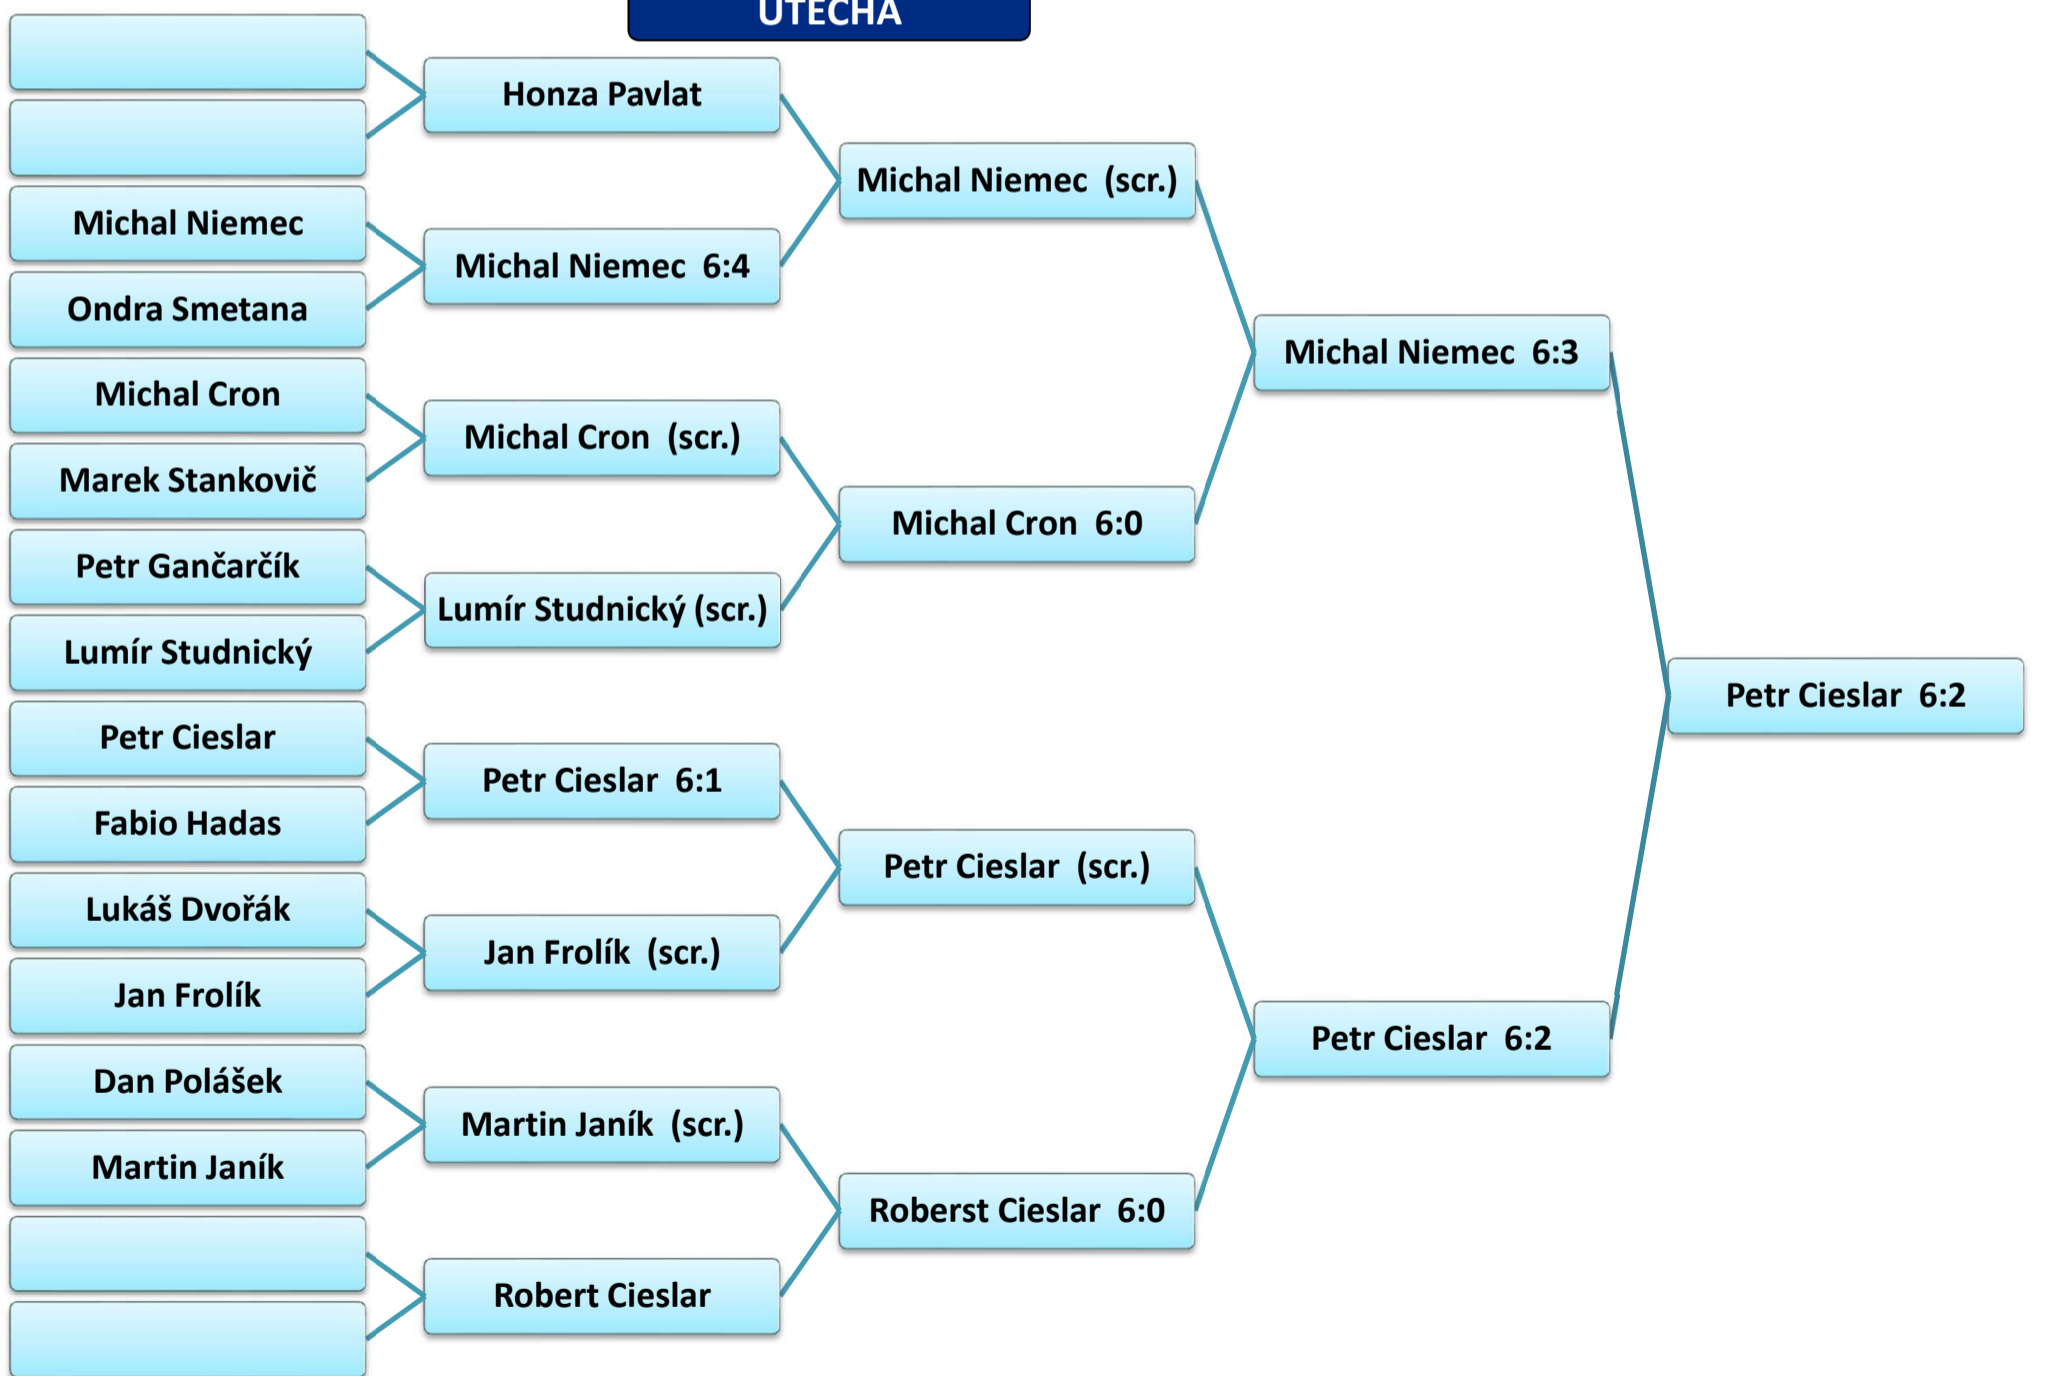 ÚTĚCHA
Honza Pavlat
Michal Niemec (scr.)
Michal Niemec
Michal Niemec 6:4
Ondra Smetana
Michal Niemec 6:3
Michal Cron
Michal Cron (scr.)
Marek Stankovič
Michal Cron 6:0
Petr Gančarčík
Lumír Studnický (scr.)
Lumír Studnický
Petr Cieslar 6:2
Petr Cieslar
Petr Cieslar 6:1
Fabio Hadas
Petr Cieslar (scr.)
Lukáš Dvořák
Jan Frolík (scr.)
Jan Frolík
Petr Cieslar 6:2
Dan Polášek
Martin Janík (scr.)
Martin Janík
Roberst Cieslar 6:0
Robert Cieslar